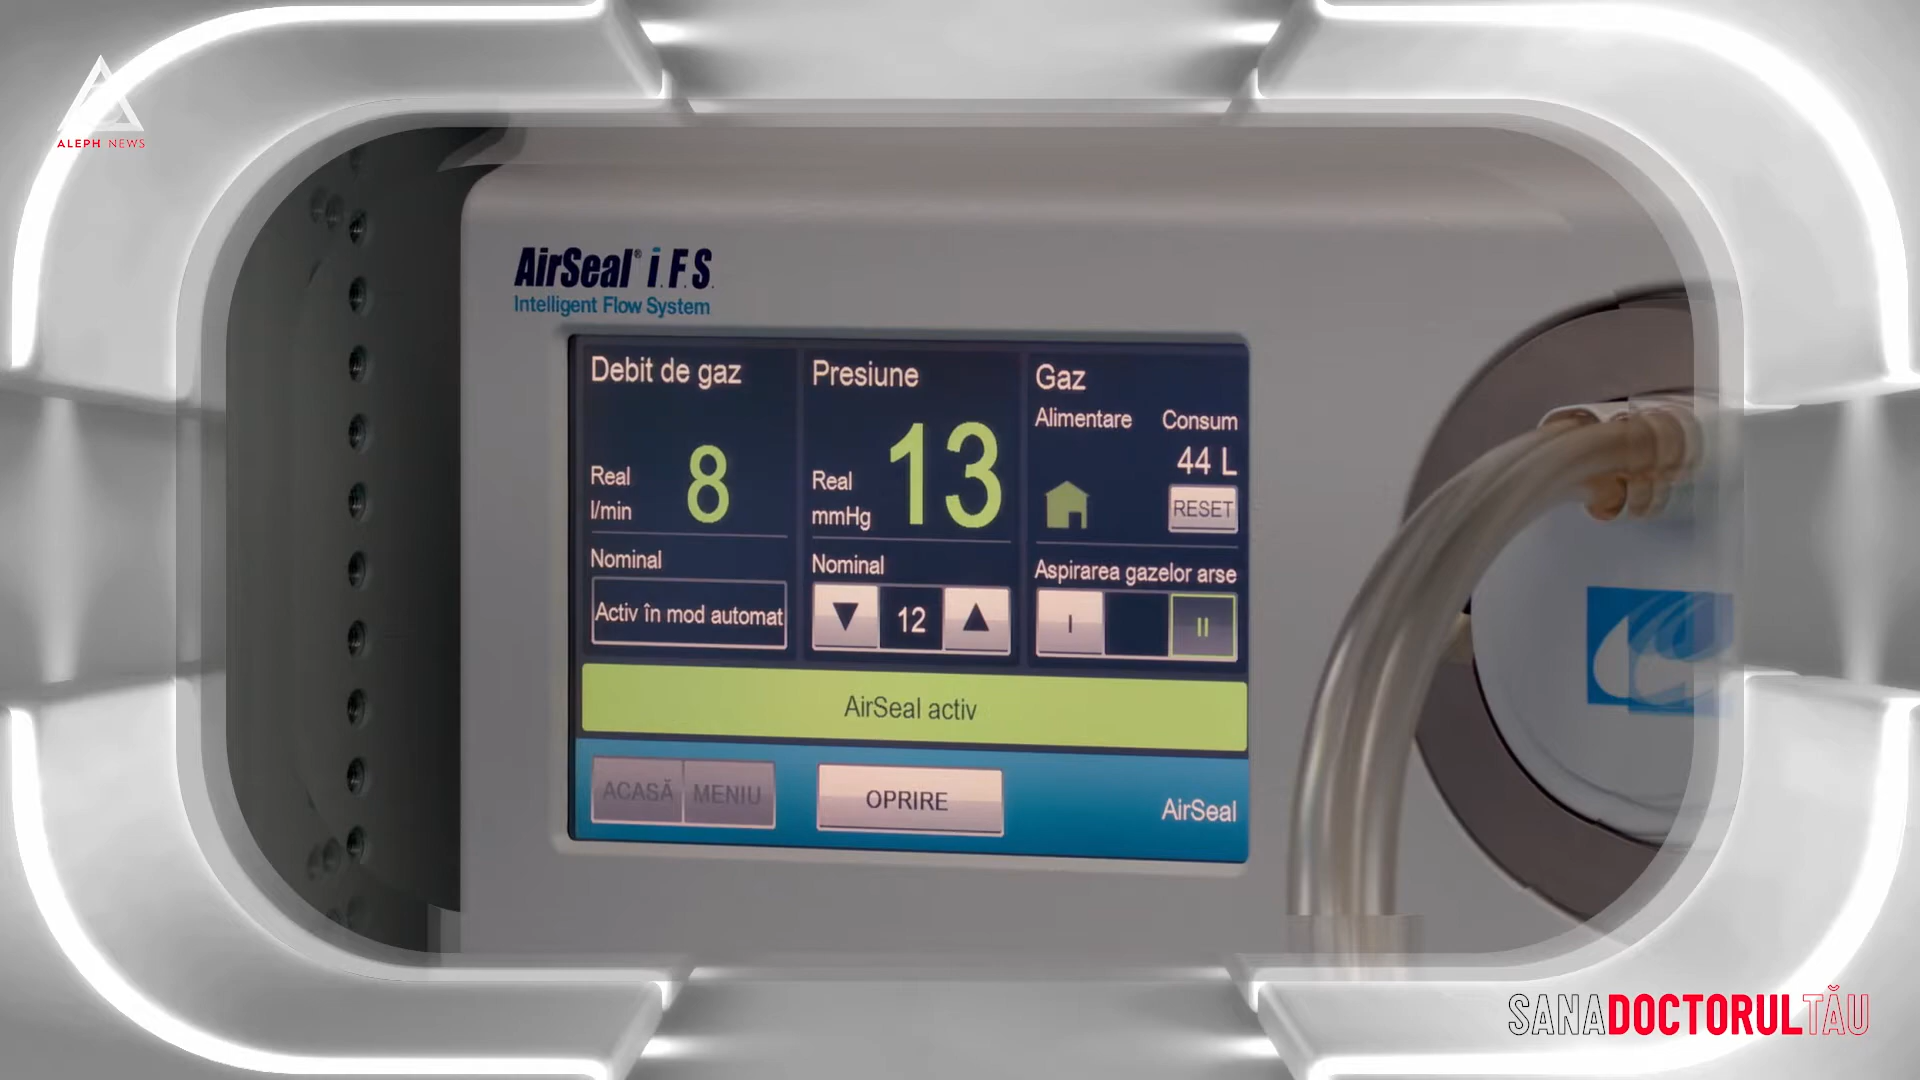 ALEPH NEWS
AirSeal® i.F.S.
Intelligent Flow System
Debit de gaz
Real
l/min
8
Nominal
Activ în mod automat
Presiune
Real
mmHg
13
Nominal
12
Gaz
Alimentare
Consum
44 L
RESET
Aspirarea gazelor arse
I
II
AirSeal activ
ACASĂ
MENIU
OPRIRE
AirSeal
SANADOCTORULTĂU